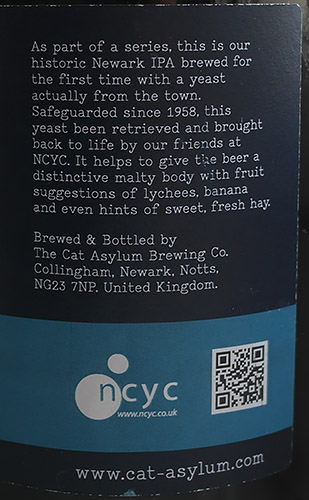 As part of a series, this is our
historic Newark IPA brewed for
the first time with a yeast
actually from the town.
Safeguarded since 1958, this
yeast been retrieved and brought
back to life by our friends at
NCYC. It helps to give the beer a
distinctive malty body with fruit
suggestions of lychees, banana
and even hints of sweet, fresh hay.
Brewed & Bottled by
The Cat Asylum Brewing Co.
Collingham, Newark, Notts,
NG23 7NP. United Kingdom.
ncyc
www.ncyc.co.uk
www.cat-asylum.com